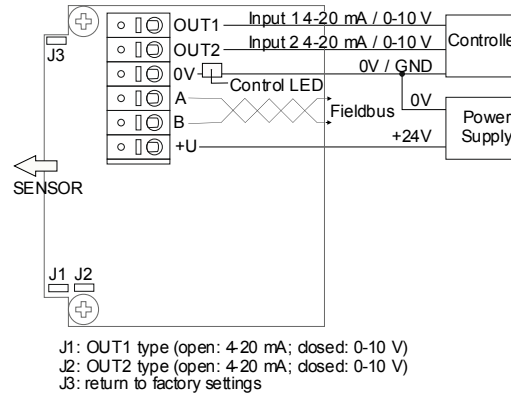 OUT1 Input 1 4-20 mA / 0-10 V
OUT2 Input 2 4-20 mA / 0-10 V Controlle
J3
0V 0V / GND
Control LED
A
Fieldbus
B
0V
Power
Supply
+U +24V
SENSOR
J1 J2
J1: OUT1 type (open: 4-20 mA; closed: 0-10 V)
J2: OUT2 type (open: 4-20 mA; closed: 0-10 V)
J3: return to factory settings